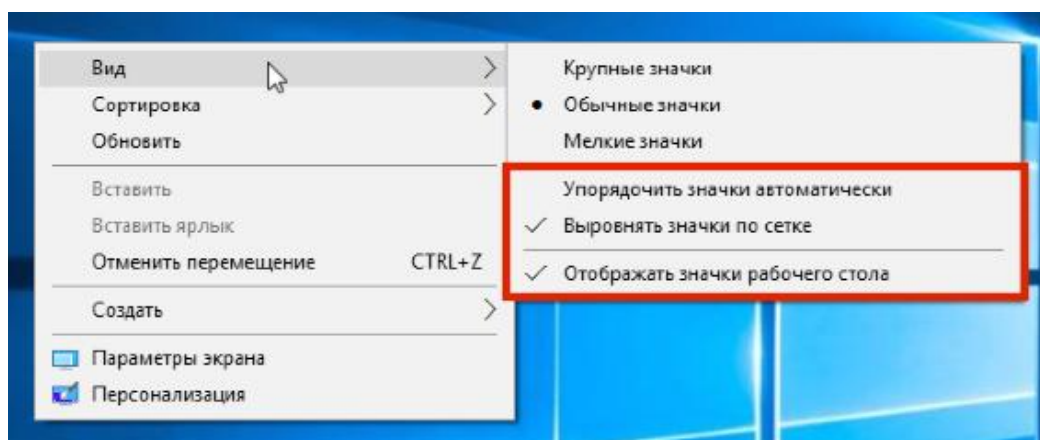 Вид
Сортировка
Обновить
Вставить
Вставить ярлык
Отменить перемещение CTRL+Z
Создать
Параметры экрана
Персонализация
Крупные значки
Обычные значки
Мелкие значки
Упорядочить значки автоматически
Выровнять значки по сетке
Отображать значки рабочего стола